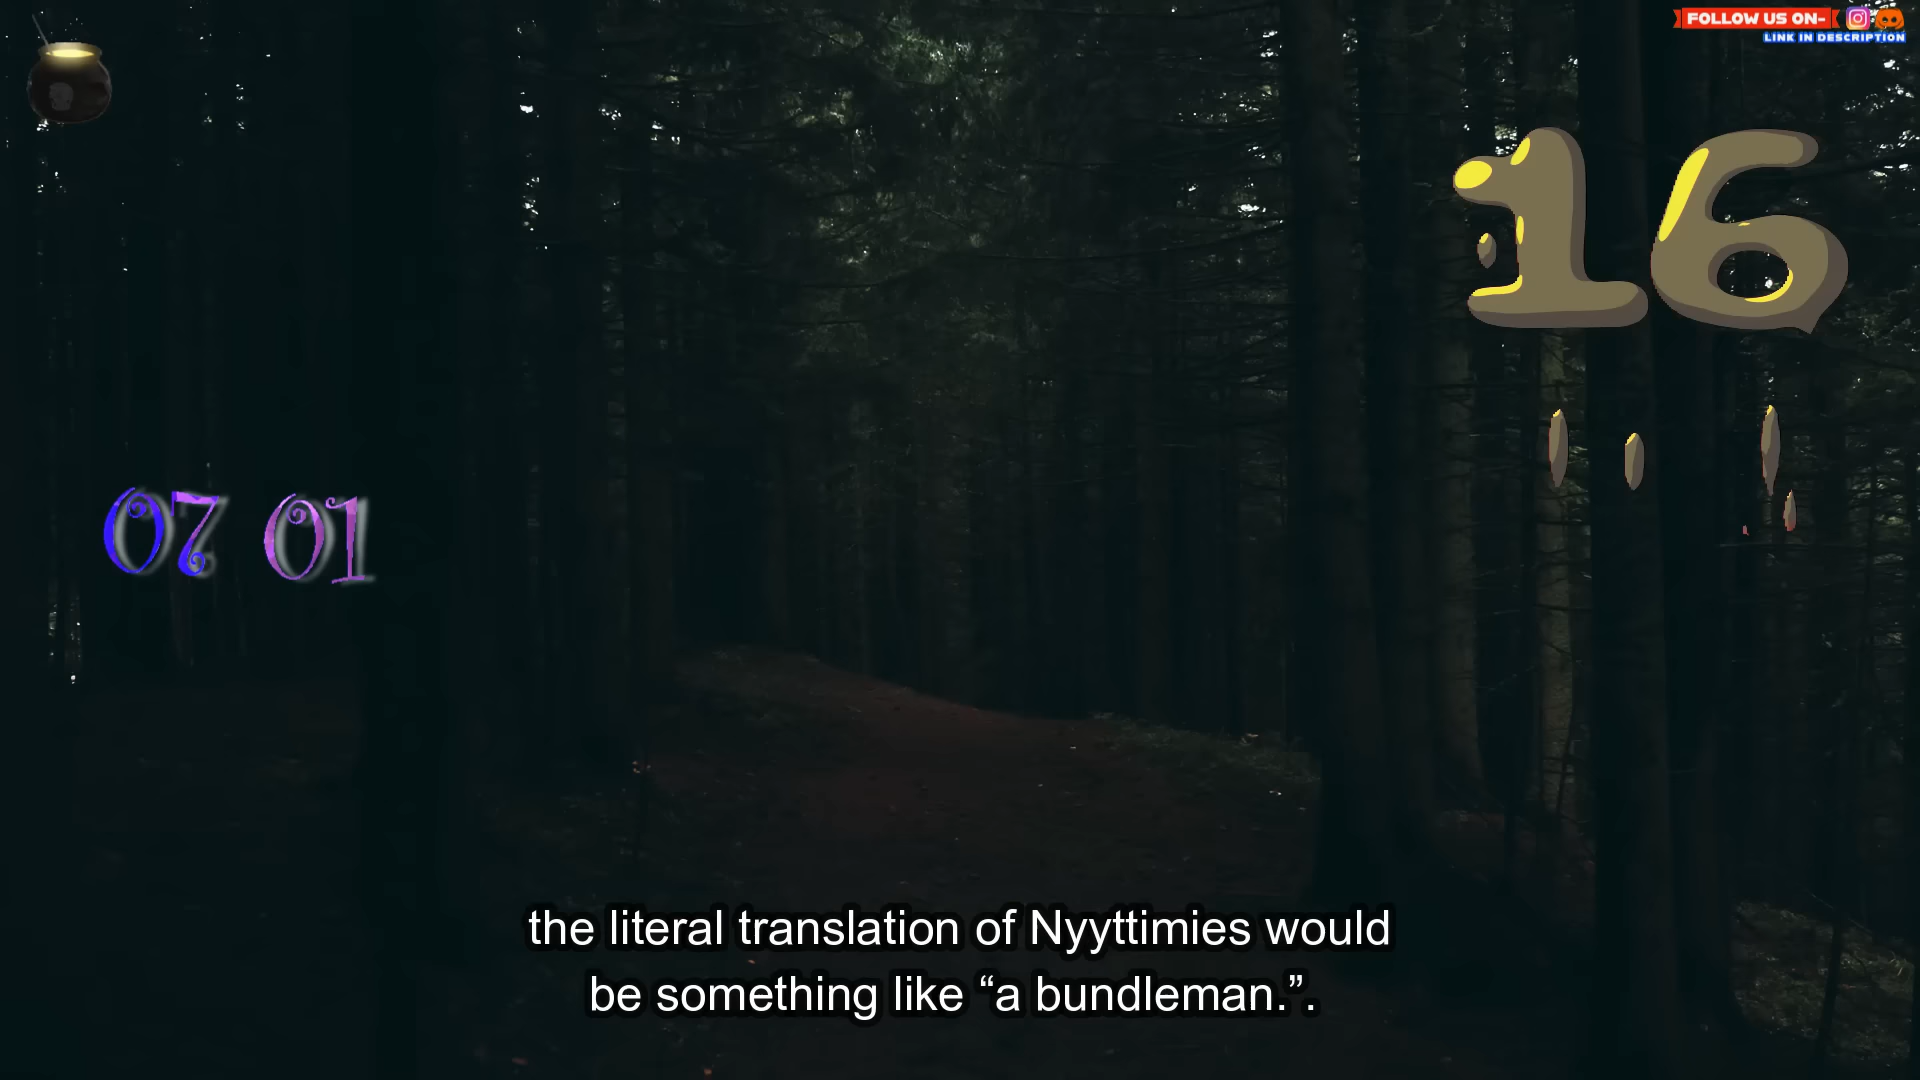 FOLLOW US ON-
LINK IN DESCRIPTION
16
07 01
the literal translation of Nyyttimies would
be something like “a bundleman.”.